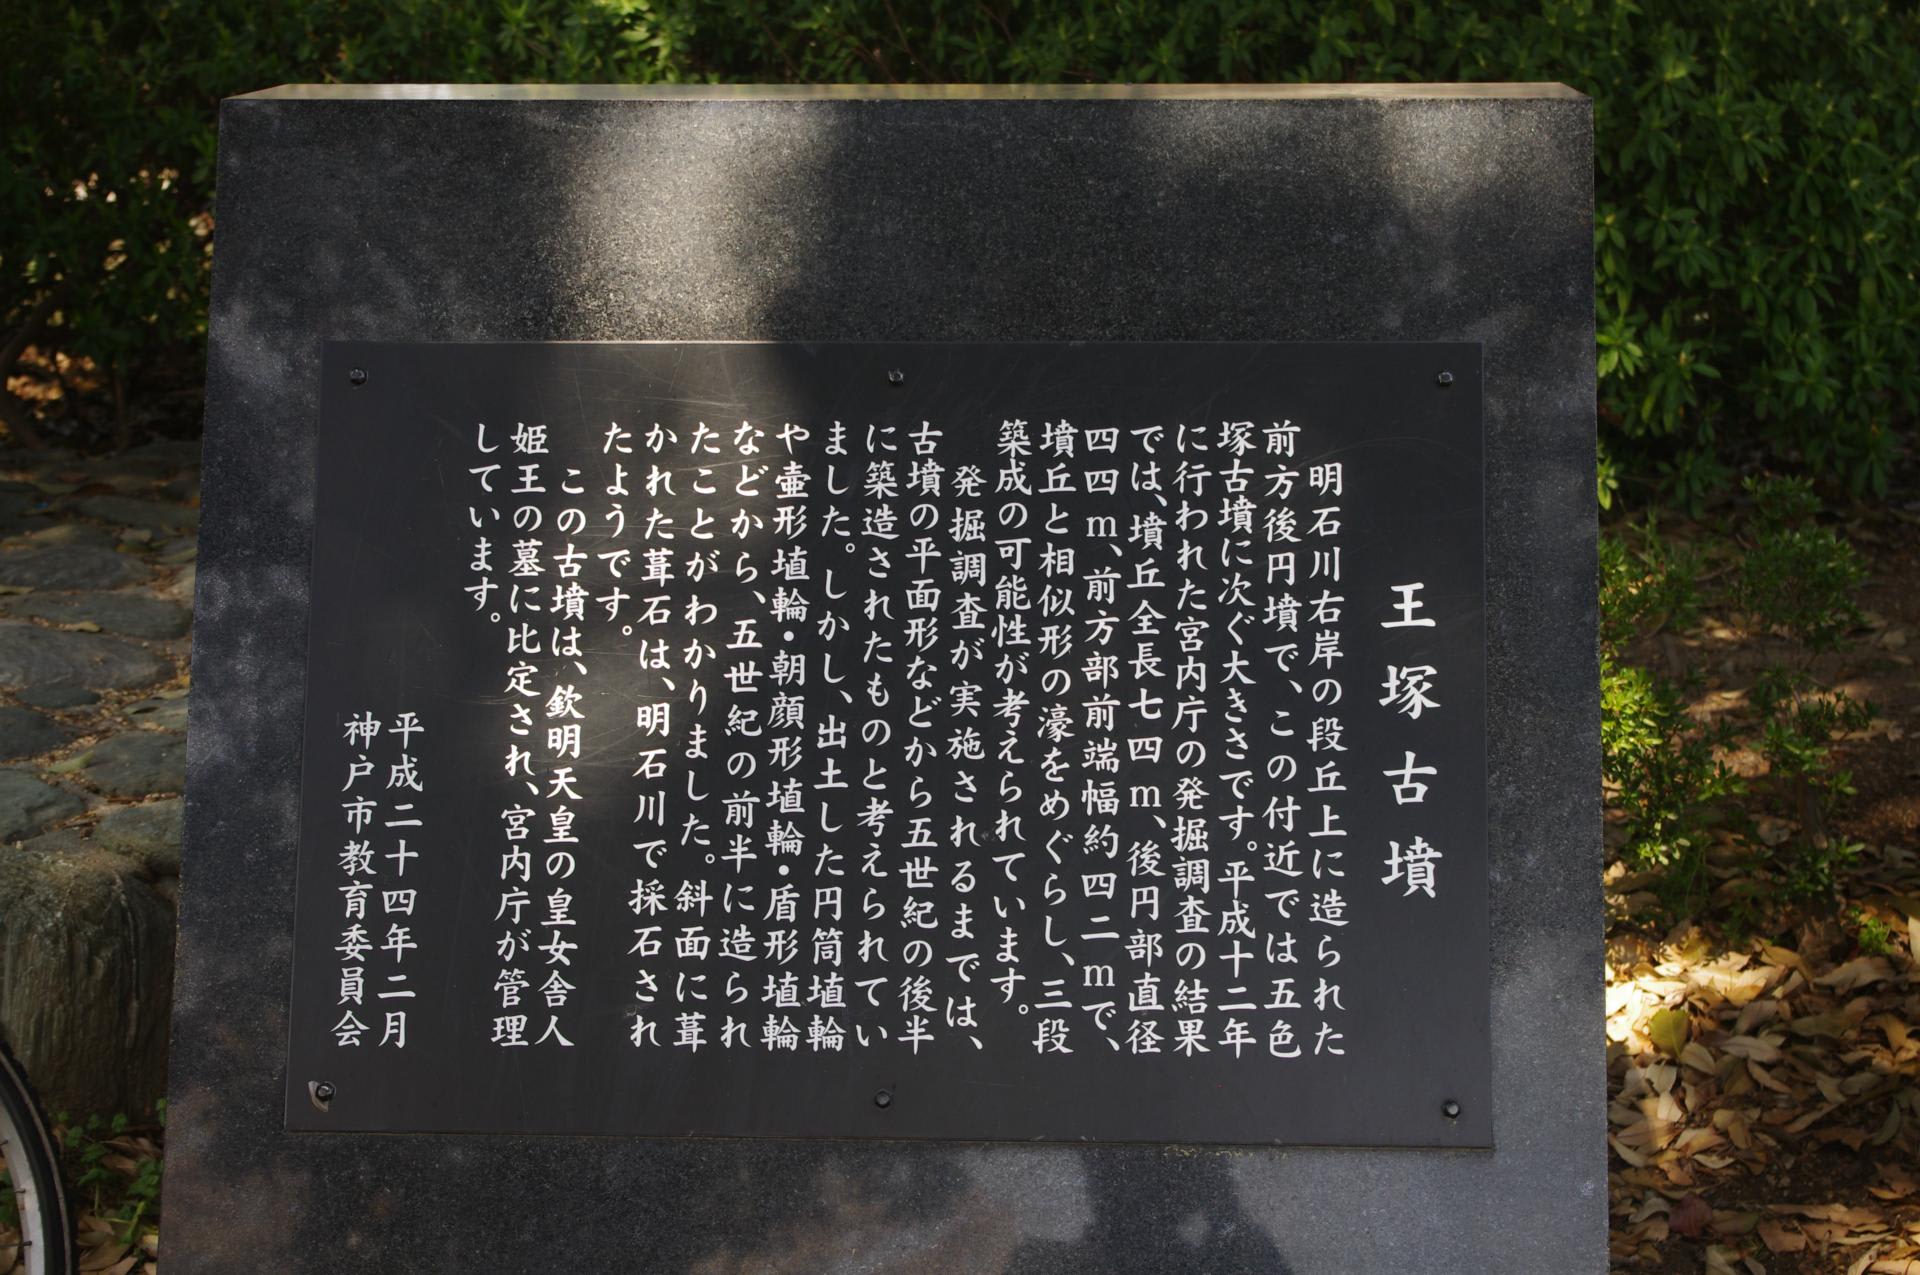 王塚古墳
明石川右岸の段丘上に造られた
前方後円墳で、この付近では五色
塚古墳に次ぐ大きさです。平成十二年
に行われた宮内庁の発掘調査の結果
では、墳丘全長七四m、後円部直径
四四m、前方部前端幅約四二mで、
墳丘と相似形の濠をめぐらし、三段
築成の可能性が考えられています。
発掘調査が実施されるまでは、
古墳の平面形などから五世紀の後半
に築造されたものと考えられてい
ました。しかし、出土した円筒埴輪
や壷形埴輪・朝顔形埴輪・盾形埴輪
などから、五世紀の前半に造られ
たことがわかりました。斜面に葺
かれた葺石は、明石川で採石され
たようです。
この古墳は、欽明天皇の皇女舎人
姫王の墓に比定され、宮内庁が管理
しています。
平成二十四年二月
神戸市教育委員会